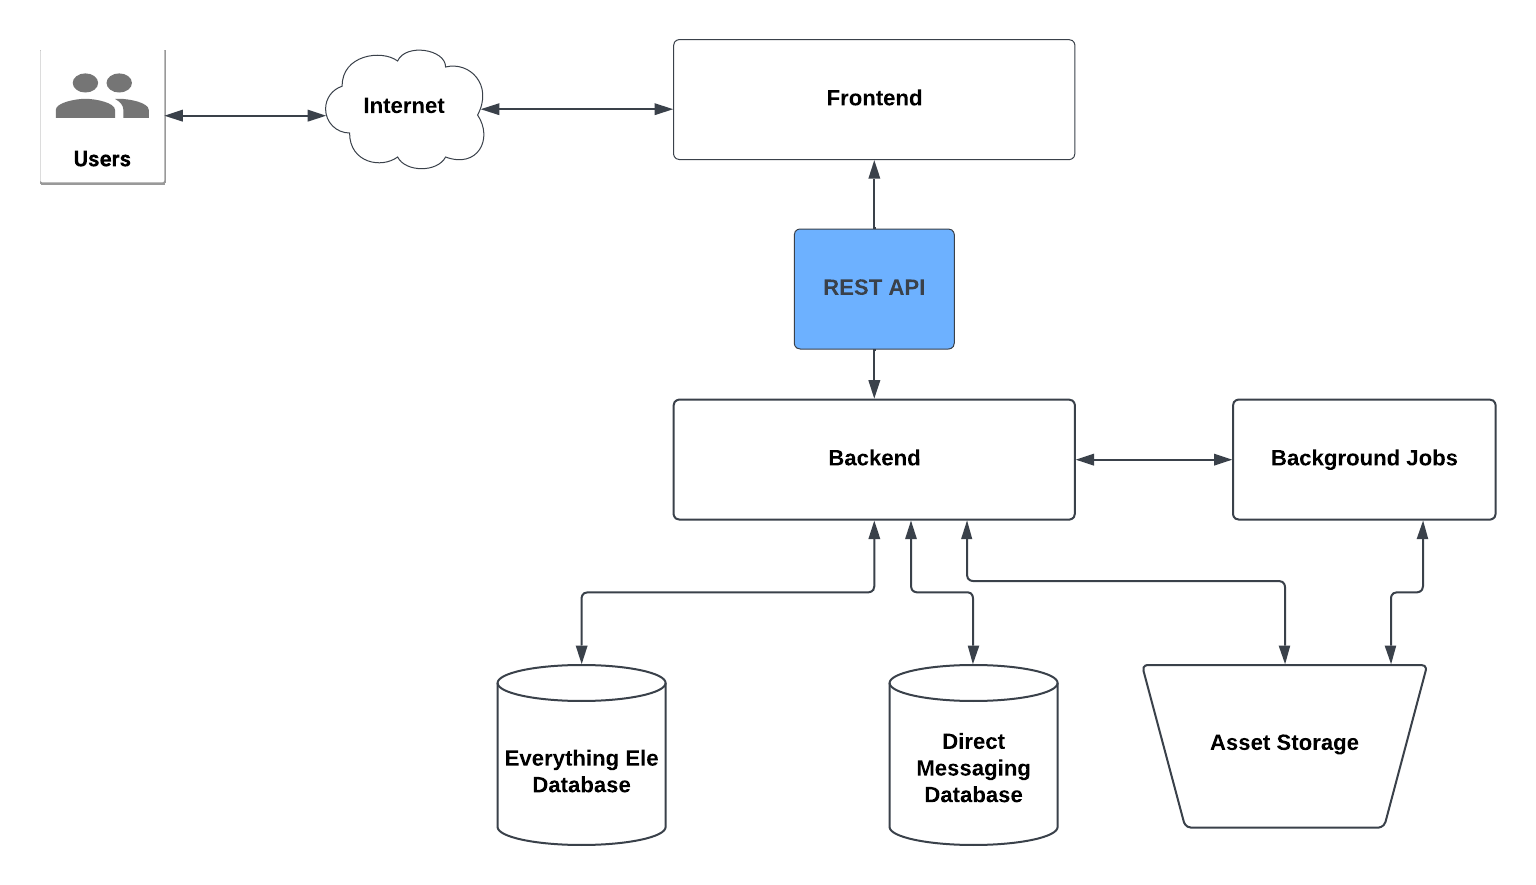 Users
Internet
Frontend
REST API
Backend
Background Jobs
Everything Ele
Database
Direct
Messaging
Database
Asset Storage